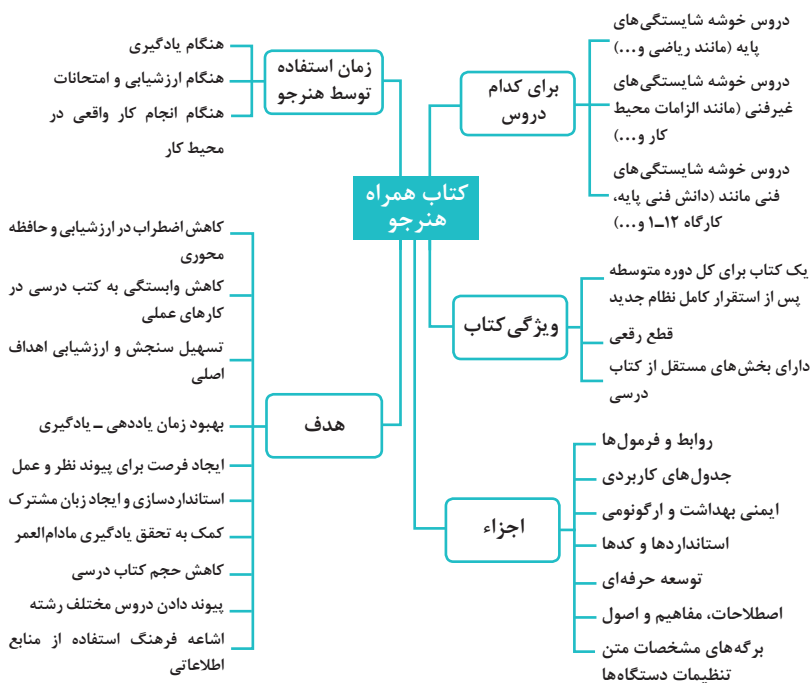 کتاب همراه
هنرجو
برای کدام
دروس
دروس خوشه شایستگی‌های
پایه (مانند ریاضی و...)
دروس خوشه شایستگی‌های
غیرفنی (مانند الزامات محیط
کار و...)
دروس خوشه شایستگی‌های
فنی مانند (دانش فنی پایه،
کارگاه ۱۲ـ۱ و...)
ویژگی کتاب
یک کتاب برای کل دوره متوسطه
پس از استقرار کامل نظام جدید
قطع رقعی
دارای بخش‌های مستقل از کتاب
درسی
اجزاء
روابط و فرمول‌ها
جدول‌های کاربردی
ایمنی بهداشت و ارگونومی
استانداردها و کدها
توسعه حرفه‌ای
اصطلاحات، مفاهیم و اصول
برگه‌های مشخصات متن
تنظیمات دستگاه‌ها
زمان استفاده
توسط هنرجو
هنگام یادگیری
هنگام ارزشیابی و امتحانات
هنگام انجام کار واقعی در
محیط کار
هدف
کاهش اضطراب در ارزشیابی و حافظه
محوری
کاهش وابستگی به کتب درسی در
کارهای عملی
تسهیل سنجش و ارزشیابی اهداف
اصلی
بهبود زمان یاددهی ـ یادگیری
ایجاد فرصت برای پیوند نظر و عمل
استانداردسازی و ایجاد زبان مشترک
کمک به تحقق یادگیری مادام‌العمر
کاهش حجم کتاب درسی
پیوند دادن دروس مختلف رشته
اشاعه فرهنگ استفاده از منابع
اطلاعاتی